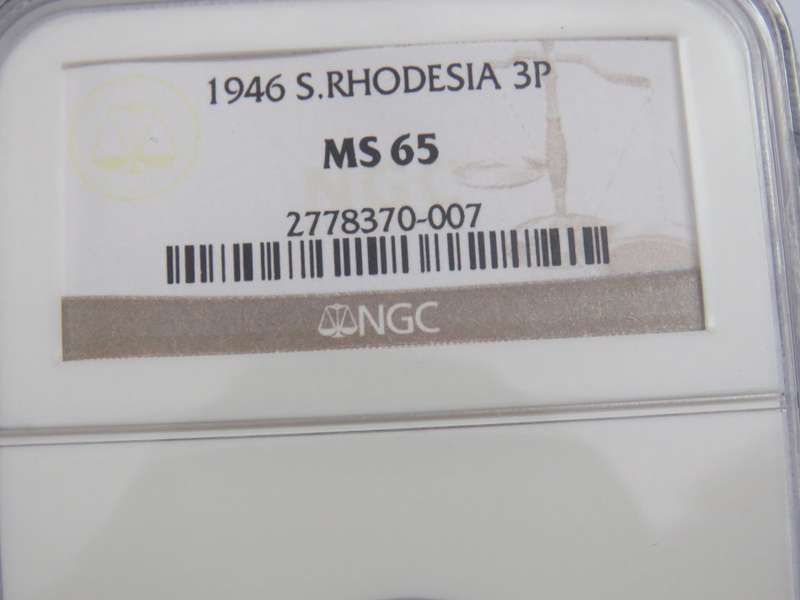 1946 S.RHODESIA 3P
MS 65
2778370-007
NGC